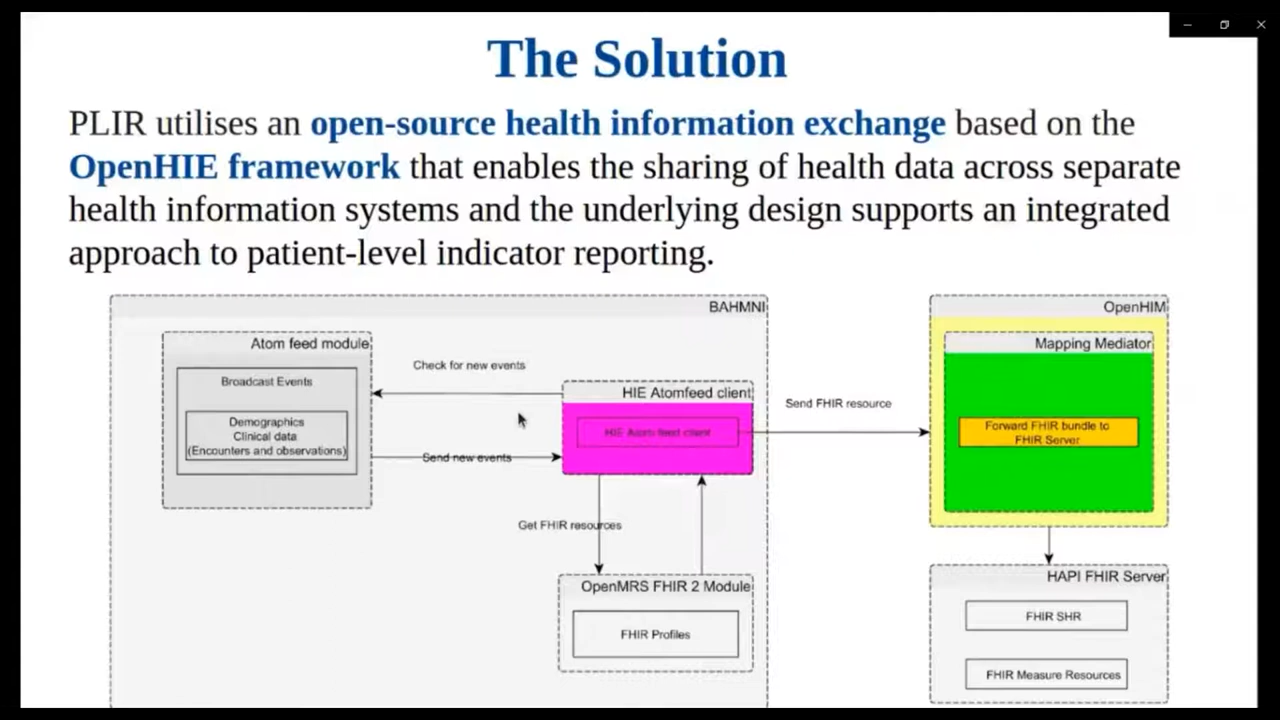 The Solution
PLIR utilises an open-source health information exchange based on the
OpenHIE framework that enables the sharing of health data across separate
health information systems and the underlying design supports an integrated
approach to patient-level indicator reporting.
BAHMNI
OpenHIM
Atom feed module
Mapping Mediator
Check for new events
Broadcast Events
HIE Atomfeed client
Send FHIR resource
Demographics
Clinical data
(Encounters and observations)
HIE Atom feed client
Forward FHIR bundle to
FHIR Server
Send new events
Get FHIR resources
OpenMRS FHIR 2 Module
HAPI FHIR Server
FHIR Profiles
FHIR SHR
FHIR Measure Resources